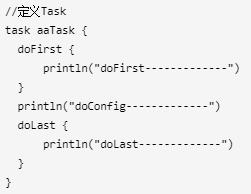 //定义Task
task aaTask {
  doFirst {
      println("doFirst-------------")
  }
  println("doConfig-------------")
  doLast {
      println("doLast-------------")
  }
}